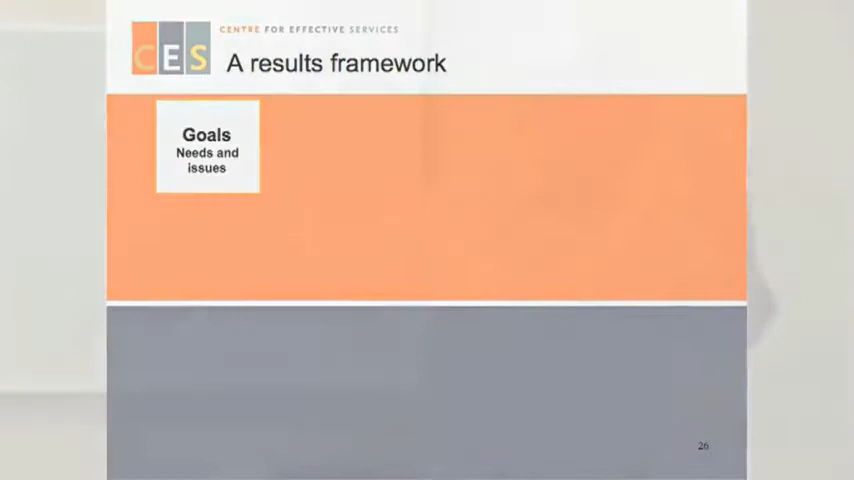 CES
CENTRE FOR EFFECTIVE SERVICES
A results framework
Goals
Needs and
issues
26